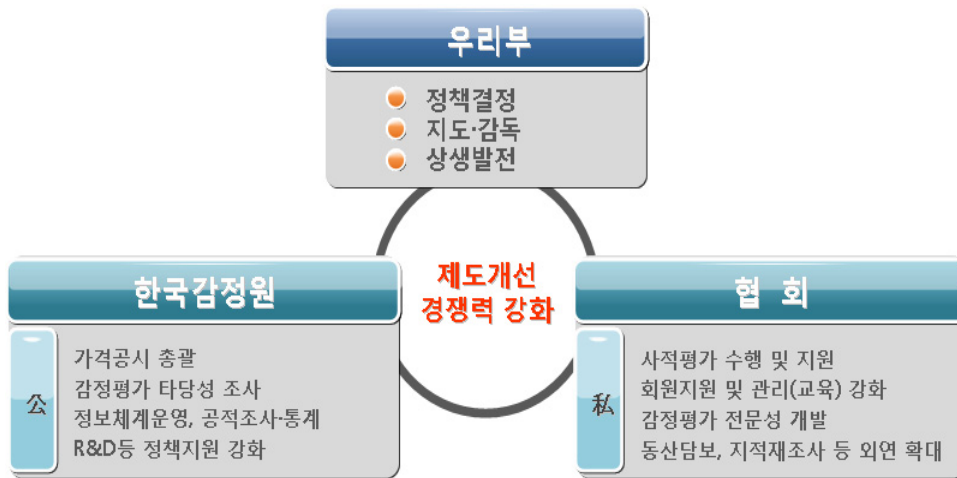 우리부
정책결정
지도·감독
상생발전
제도개선
경쟁력 강화
한국감정원
公
가격공시 총괄
감정평가 타당성 조사
정보체계운영, 공적조사·통계
R&D등 정책지원 강화
협 회
私
사적평가 수행 및 지원
회원지원 및 관리(교육) 강화
감정평가 전문성 개발
동산담보, 지적재조사 등 외연 확대